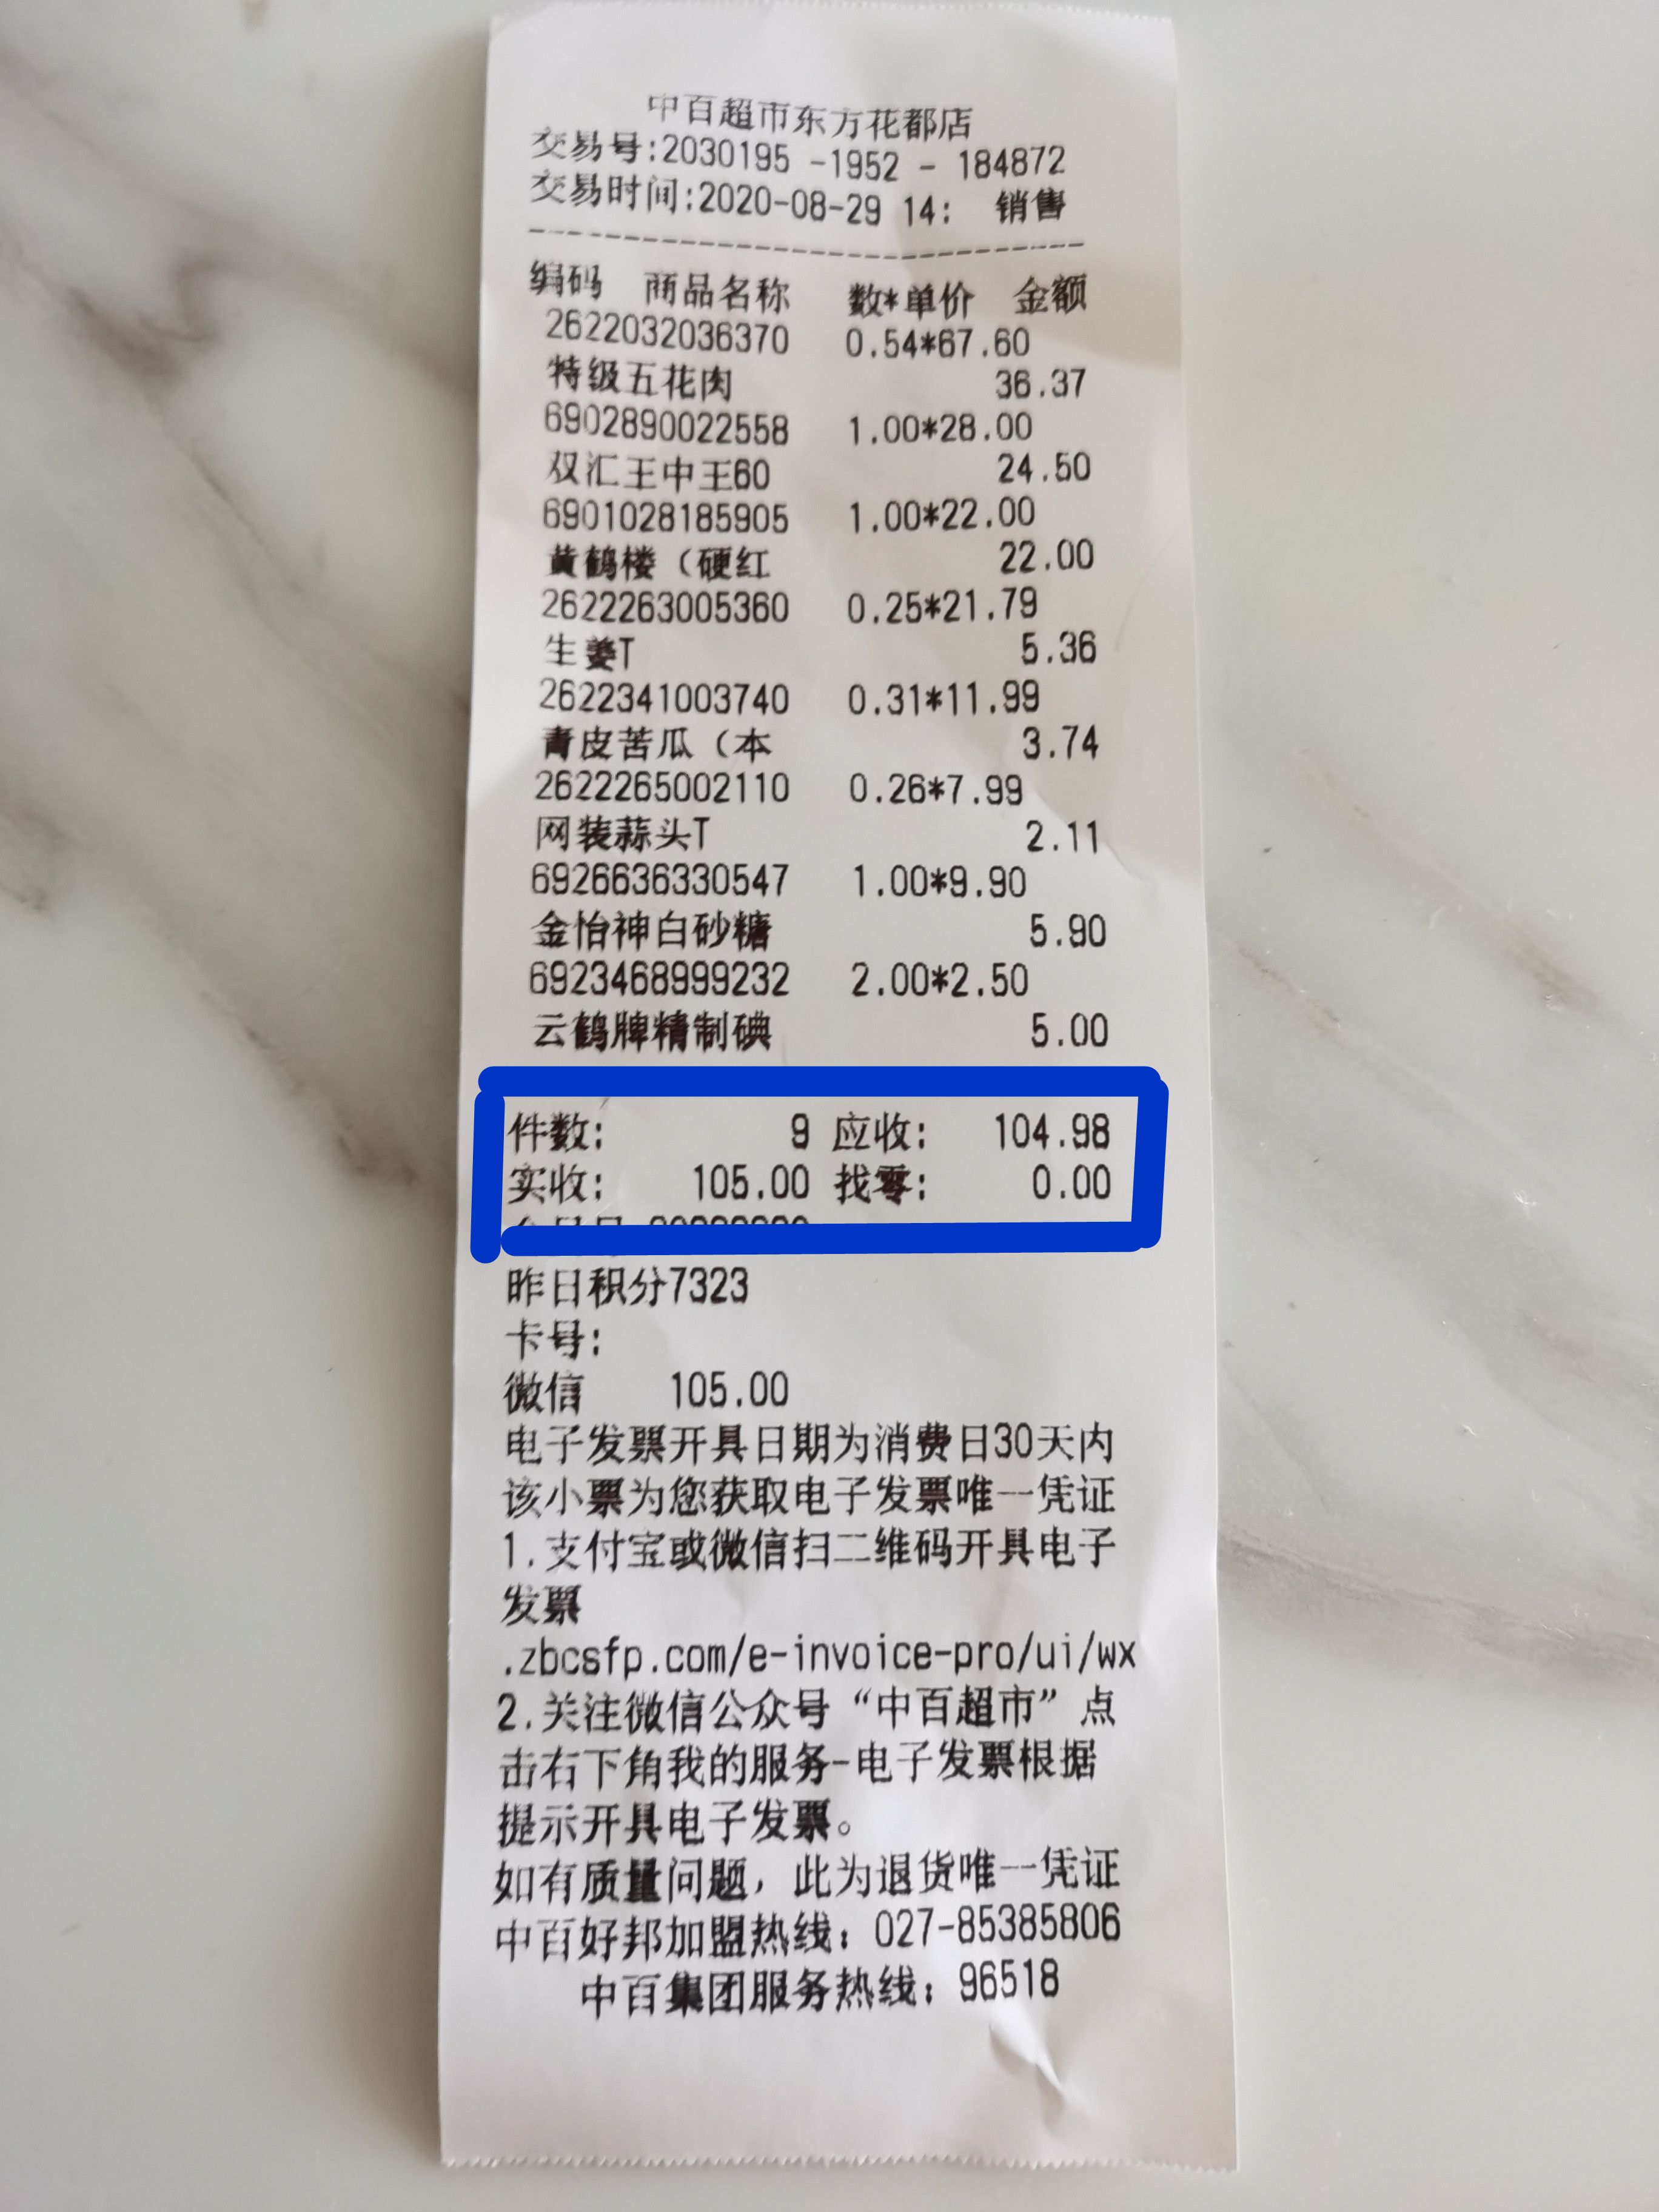 中百超市东方花都店
交易号:2030195 -1952 - 184872
交易时间:2020-08-29 14: 销售
--------------------------------
编码 商品名称 数*单价 金额
2622032036370 0.54*67.60
特级五花肉 36.37
6902890022558 1.00*28.00
双汇王中王60 24.50
6901028185905 1.00*22.00
黄鹤楼（硬红 22.00
2622263005360 0.25*21.79
生姜T 5.36
2622341003740 0.31*11.99
青皮苦瓜（本 3.74
2622265002110 0.26*7.99
网装蒜头T 2.11
6926636330547 1.00*9.90
金怡神白砂糖 5.90
6923468999232 2.00*2.50
云鹤牌精制碘 5.00
件数: 9 应收: 104.98
实收: 105.00 找零: 0.00
昨日积分7323
卡号:
微信 105.00
电子发票开具日期为消费日30天内
该小票为您获取电子发票唯一凭证
1.支付宝或微信扫二维码开具电子
发票
.zbcsfp.com/e-invoice-pro/ui/wx
2.关注微信公众号“中百超市”点
击右下角我的服务-电子发票根据
提示开具电子发票。
如有质量问题，此为退货唯一凭证
中百好邦加盟热线：027-85385806
中百集团服务热线：96518